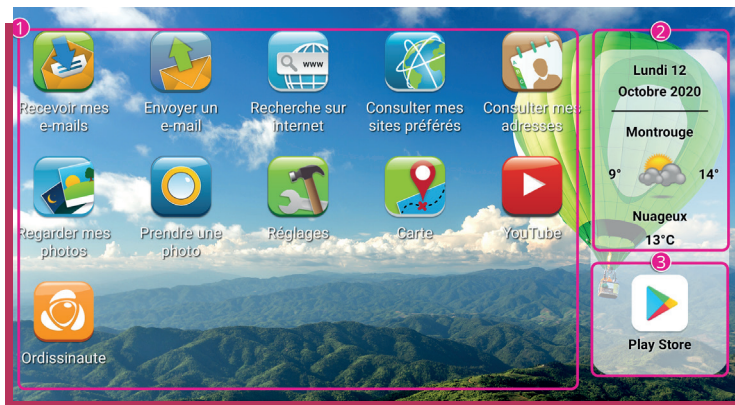 1
2
3
www
Recevoir mes
e-mails
Envoyer un
e-mail
Recherche sur
internet
Consulter mes
sites préférés
Consulter mes
adresses
Regarder mes
photos
Prendre une
photo
Réglages
Carte
YouTube
Ordissinaute
Lundi 12
Octobre 2020
Montrouge
9° 14°
Nuageux
13°C
Play Store